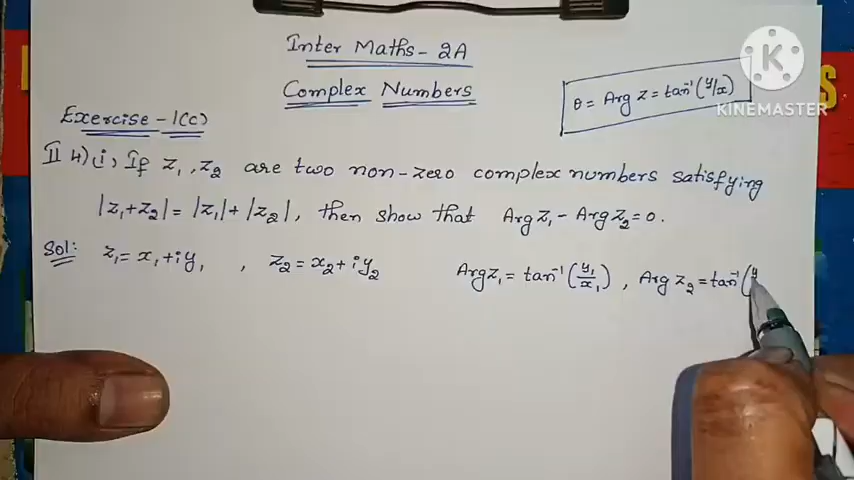 Inter Maths - 2A
Complex Numbers
θ = Arg z = tan⁻¹(y/x)
KINEMASTER
Exercise - 1(c)
II 4) (i) If z₁, z₂ are two non-zero complex numbers satisfying
|z₁+z₂| = |z₁| + |z₂|, then show that Arg z₁ - Arg z₂ = 0.
Sol: z₁ = x₁ + iy₁ , z₂ = x₂ + iy₂ Arg z₁ = tan⁻¹(y₁/x₁) , Arg z₂ = tan⁻¹(y